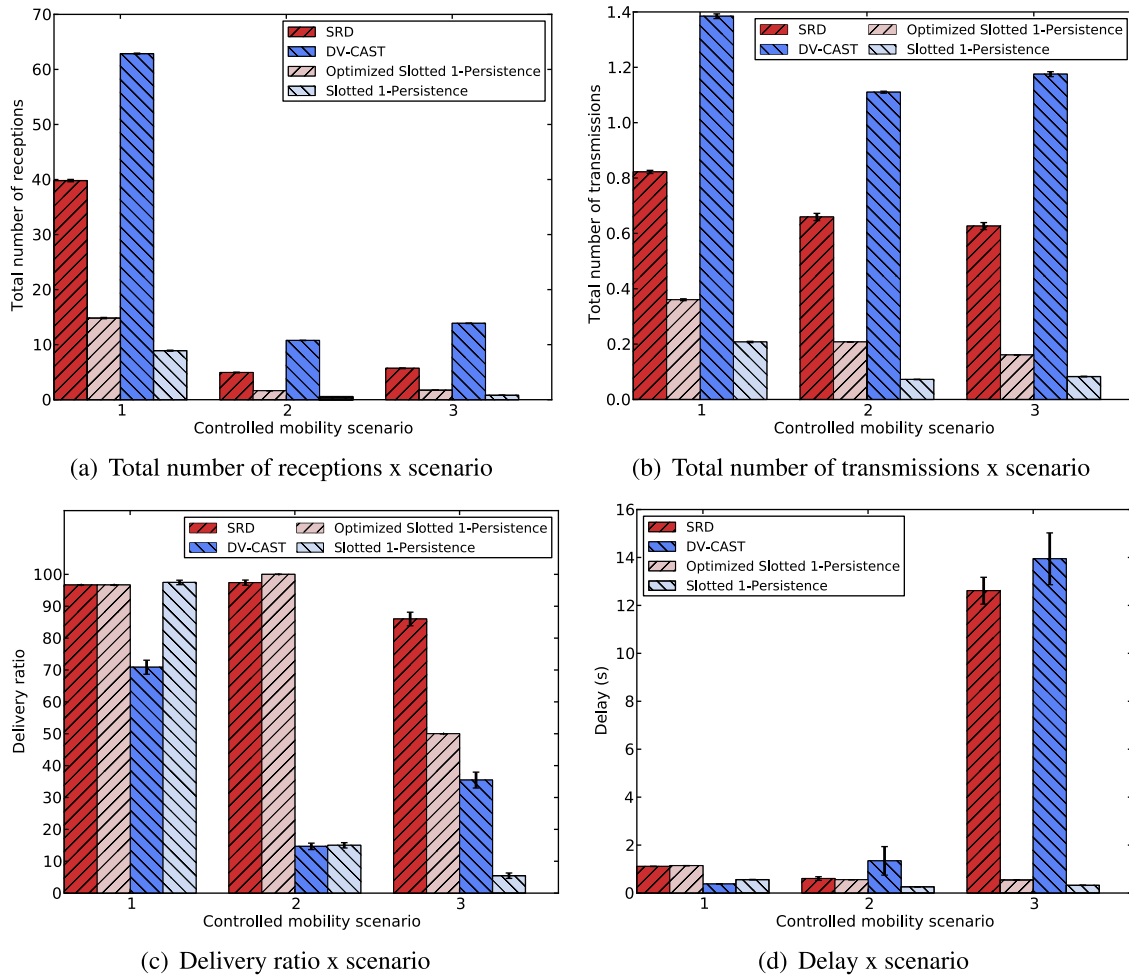 70
60
50
40
30
20
10
0
Total number of receptions
SRD
DV-CAST
Optimized Slotted 1-Persistence
Slotted 1-Persistence
1 2 3
Controlled mobility scenario
(a) Total number of receptions x scenario
1.4
1.2
1.0
0.8
0.6
0.4
0.2
0.0
Total number of transmissions
SRD Optimized Slotted 1-Persistence
DV-CAST Slotted 1-Persistence
1 2 3
Controlled mobility scenario
(b) Total number of transmissions x scenario
100
90
80
70
60
50
40
30
20
10
0
Delivery ratio
SRD Optimized Slotted 1-Persistence
DV-CAST Slotted 1-Persistence
1 2 3
Controlled mobility scenario
(c) Delivery ratio x scenario
16
14
12
10
8
6
4
2
0
Delay (s)
SRD
DV-CAST
Optimized Slotted 1-Persistence
Slotted 1-Persistence
1 2 3
Controlled mobility scenario
(d) Delay x scenario